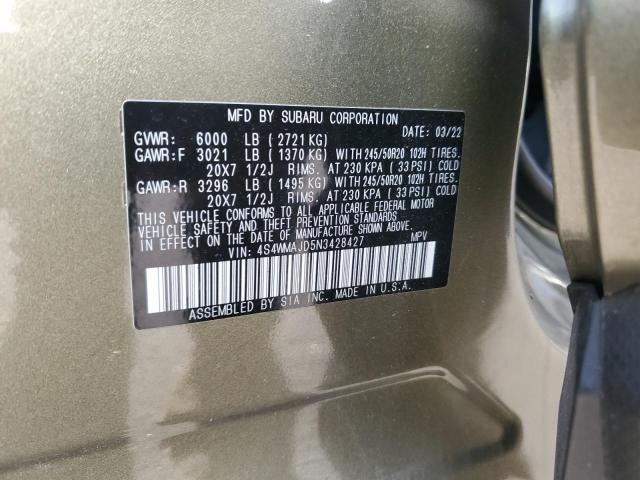 MFD BY SUBARU CORPORATION
GVWR: 6000 LB ( 2721 KG) DATE: 03/22
GAWR:F 3021 LB ( 1370 KG) WITH 245/50R20 102H TIRES.
20X7 1/2J RIMS. AT 230 KPA ( 33 PSI ) COLD
GAWR:R 3296 LB ( 1495 KG) WITH 245/50R20 102H TIRES.
20X7 1/2J RIMS. AT 230 KPA ( 33 PSI ) COLD
THIS VEHICLE CONFORMS TO ALL APPLICABLE FEDERAL MOTOR
VEHICLE SAFETY AND THEFT PREVENTION STANDARDS
IN EFFECT ON THE DATE OF MANUFACTURE SHOWN ABOVE.
VIN: 4S4WMAJD5N3428427 MPV
ASSEMBLED BY SIA INC. MADE IN U.S.A.